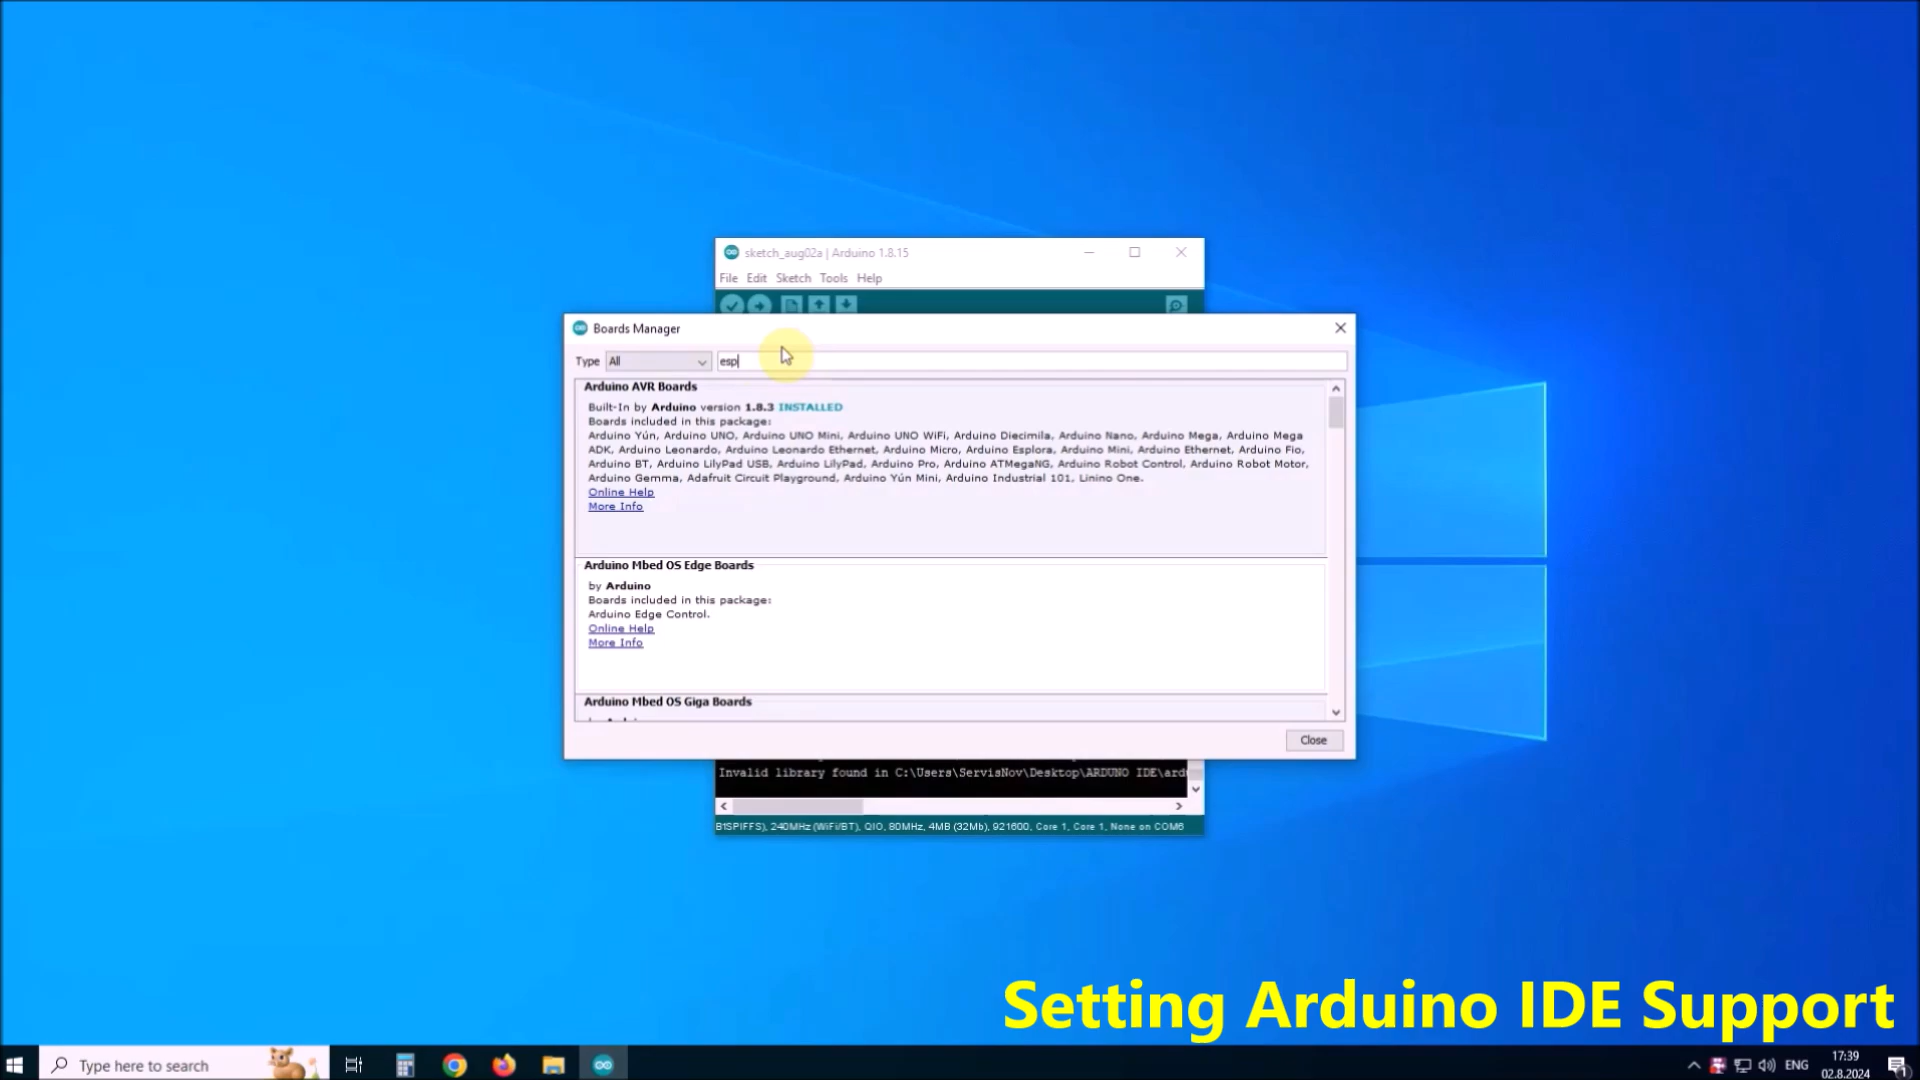 sketch_aug02a | Arduino 1.8.15
File Edit Sketch Tools Help
Boards Manager
Type All esp
Arduino AVR Boards
Built-In by Arduino version 1.8.3 INSTALLED
Boards included in this package:
Arduino Yún, Arduino UNO, Arduino UNO Mini, Arduino UNO WiFi, Arduino Diecimila, Arduino Nano, Arduino Mega, Arduino Mega
ADK, Arduino Leonardo, Arduino Leonardo Ethernet, Arduino Micro, Arduino Esplora, Arduino Mini, Arduino Ethernet, Arduino Fio,
Arduino BT, Arduino LilyPad USB, Arduino LilyPad, Arduino Pro, Arduino ATMegaNG, Arduino Robot Control, Arduino Robot Motor,
Arduino Gemma, Adafruit Circuit Playground, Arduino Yún Mini, Arduino Industrial 101, Linino One.
Online Help
More Info
Arduino Mbed OS Edge Boards
by Arduino
Boards included in this package:
Arduino Edge Control.
Online Help
More Info
Arduino Mbed OS Giga Boards
Close
Invalid library found in C:\Users\ServisNov\Desktop\ARDUNO IDE\ard
B1SPIFFS), 240MHz (WiFi/BT), QIO, 80MHz, 4MB (32Mb), 921600, Core 1, Core 1, None on COM6
Setting Arduino IDE Support
Type here to search
ENG
17:39
02.8.2024
1